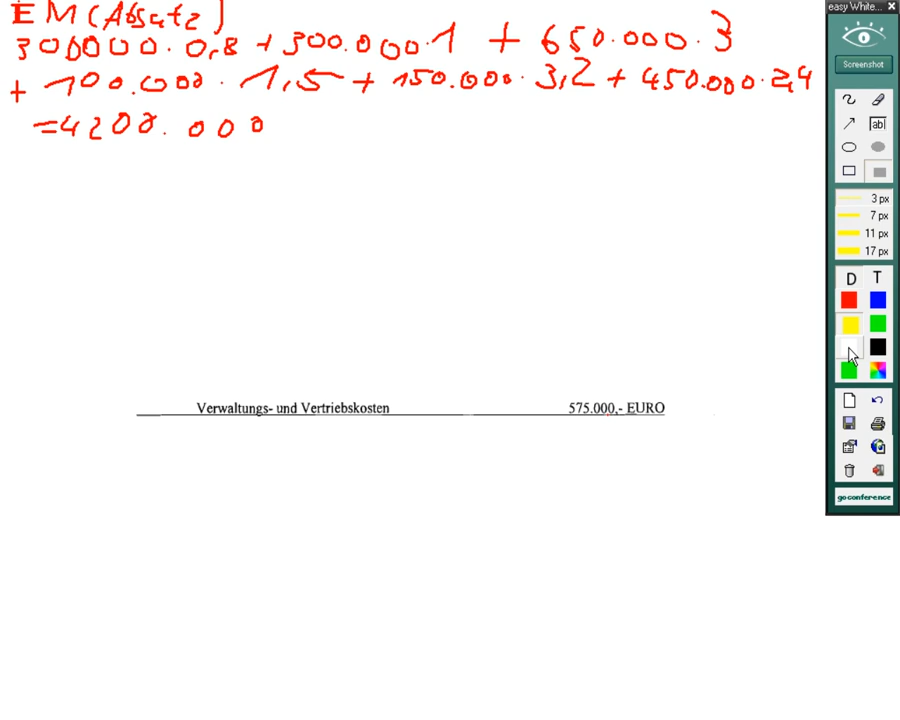 easy White...
EM(Absatz)
Screenshot
300000.0,8+300.000.1 + 650.000.3
+ 100.000.1,5+150.000.3,2+450.000.2,4
=4200.000
ab
3 px
7 px
11 px
17 px
D T
Verwaltungs- und Vertriebskosten 575.000,- EURO
goconference